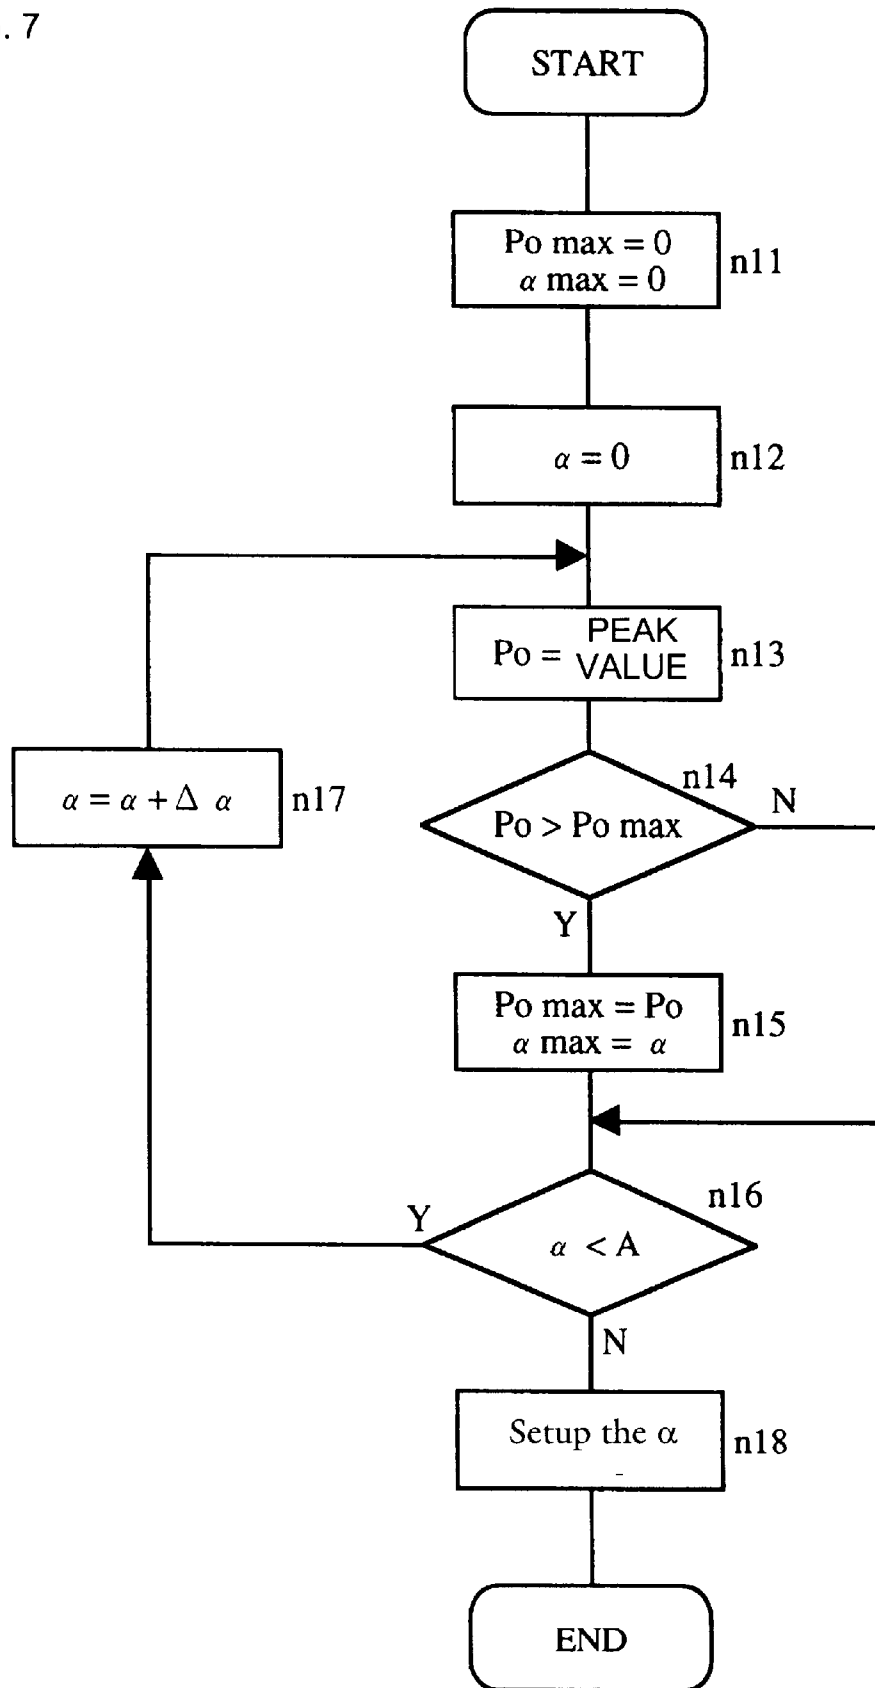 . 7
START
Po max = 0
α max = 0
n11
α = 0
n12
Po = PEAK VALUE
n13
n14
Po > Po max
N
α = α + Δ α
n17
Y
Po max = Po
α max = α
n15
n16
Y
α < A
N
Setup the α
n18
END